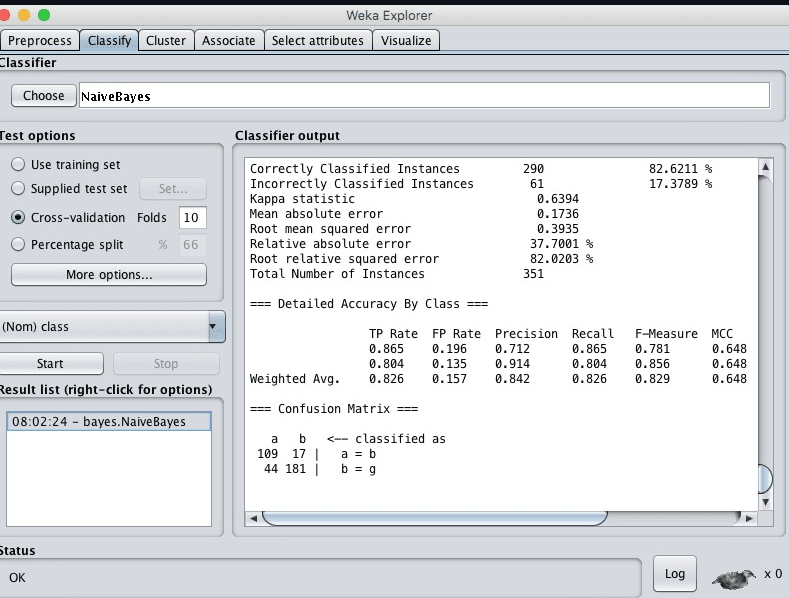 Weka Explorer
Preprocess Classify Cluster Associate Select attributes Visualize
Classifier
Choose NaiveBayes
Test options
Use training set
Supplied test set Set...
Cross-validation Folds 10
Percentage split % 66
More options...
(Nom) class
Start Stop
Result list (right-click for options)
08:02:24 - bayes.NaiveBayes
Classifier output
Correctly Classified Instances 290 82.6211 %
Incorrectly Classified Instances 61 17.3789 %
Kappa statistic 0.6394
Mean absolute error 0.1736
Root mean squared error 0.3935
Relative absolute error 37.7001 %
Root relative squared error 82.0203 %
Total Number of Instances 351
=== Detailed Accuracy By Class ===
TP Rate FP Rate Precision Recall F-Measure MCC
0.865 0.196 0.712 0.865 0.781 0.648
0.804 0.135 0.914 0.804 0.856 0.648
Weighted Avg. 0.826 0.157 0.842 0.826 0.829 0.648
=== Confusion Matrix ===
a b <-- classified as
109 17 | a = b
44 181 | b = g
Status
OK
Log
x 0